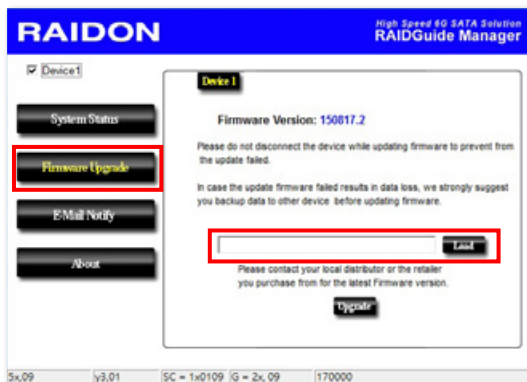 RAIDON
High Speed 6G SATA Solution
RAIDGuide Manager
Device1
System Status
Firmware Upgrade
E-Mail Notify
About
Device 1
Firmware Version: 150817.2
Please do not disconnect the device while updating firmware to prevent from
the update failed.
In case the update firmware failed results in data loss, we strongly suggest
you backup data to other device before updating firmware.
Load
Please contact your local distributor or the retailer
you purchase from for the latest Firmware version.
Upgrade
5x,09 y3,01 SC = 1x0109 G = 2x, 09 170000